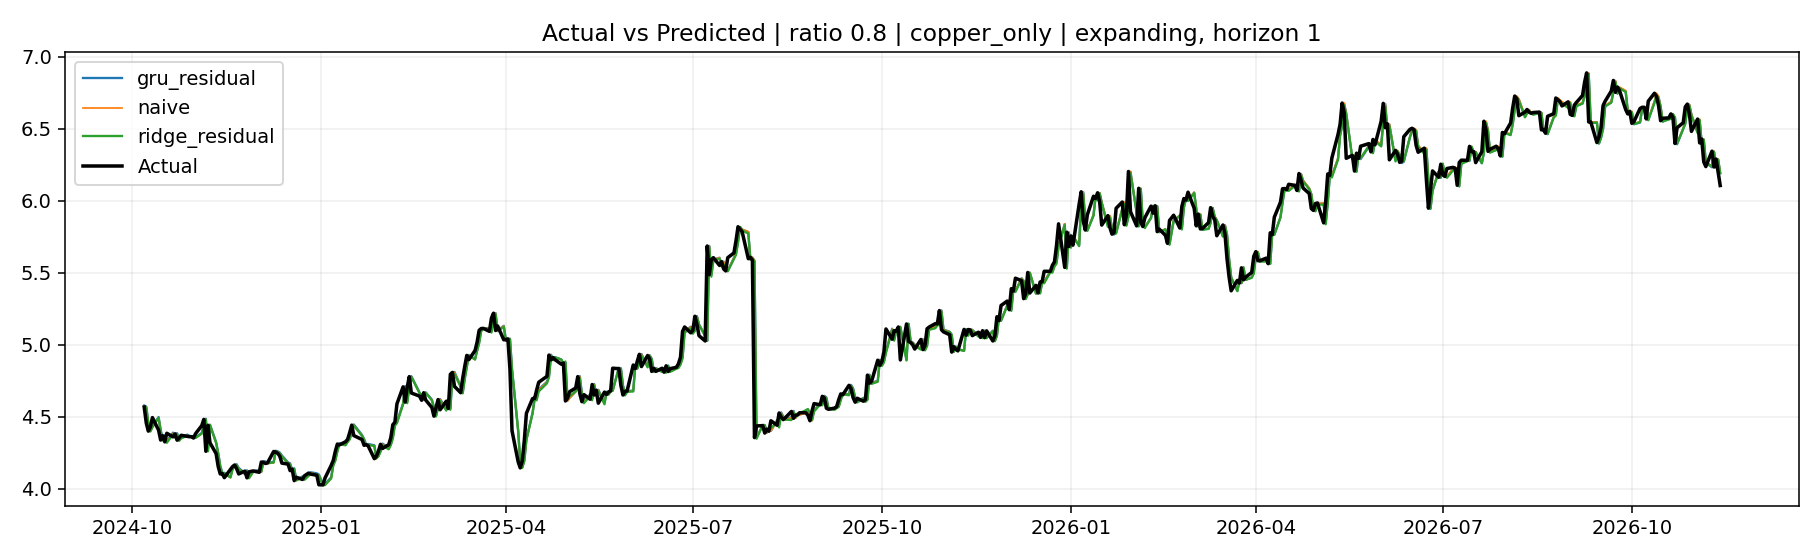 Actual vs Predicted | ratio 0.8 | copper_only | expanding, horizon 1
7.0
6.5
6.0
5.5
5.0
4.5
4.0
gru_residual
naive
ridge_residual
Actual
2024-10 2025-01 2025-04 2025-07 2025-10 2026-01 2026-04 2026-07 2026-10